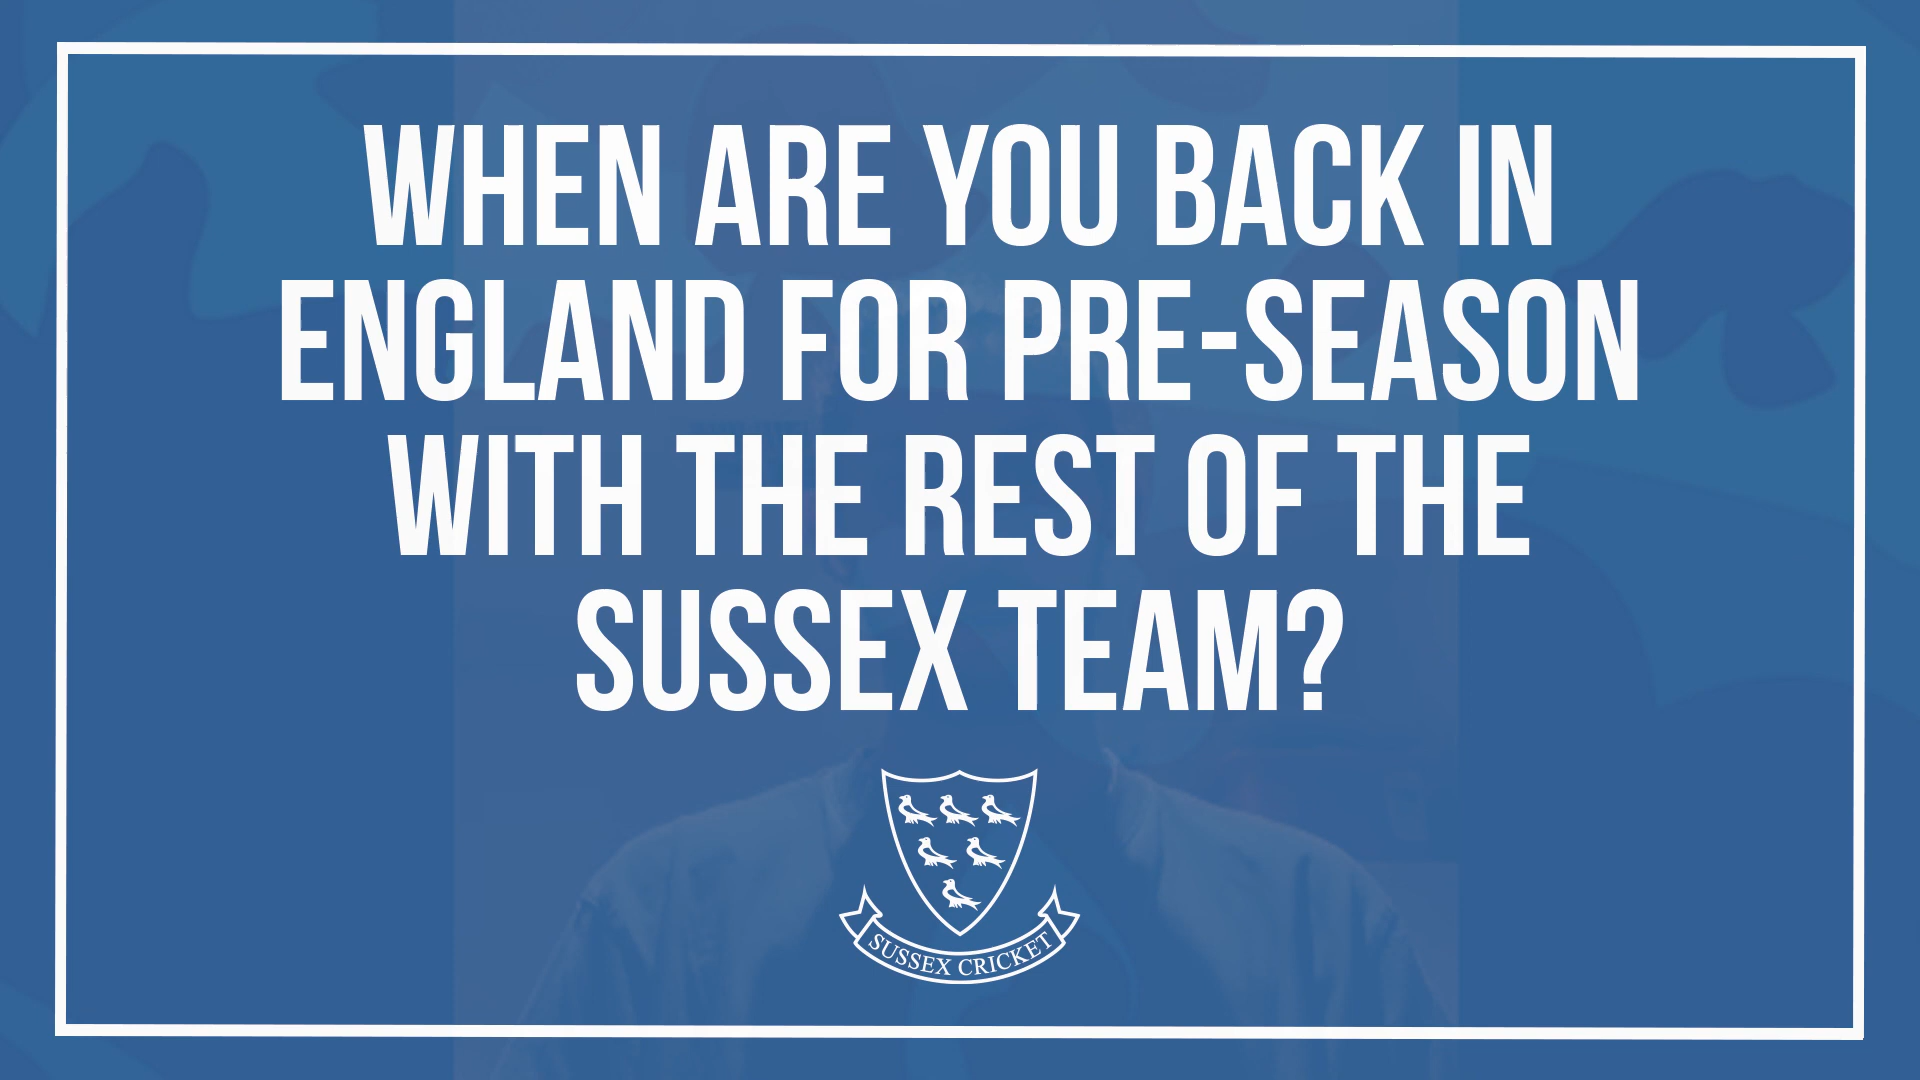 WHEN ARE YOU BACK IN
ENGLAND FOR PRE-SEASON
WITH THE REST OF THE
SUSSEX TEAM?
SUSSEX CRICKET